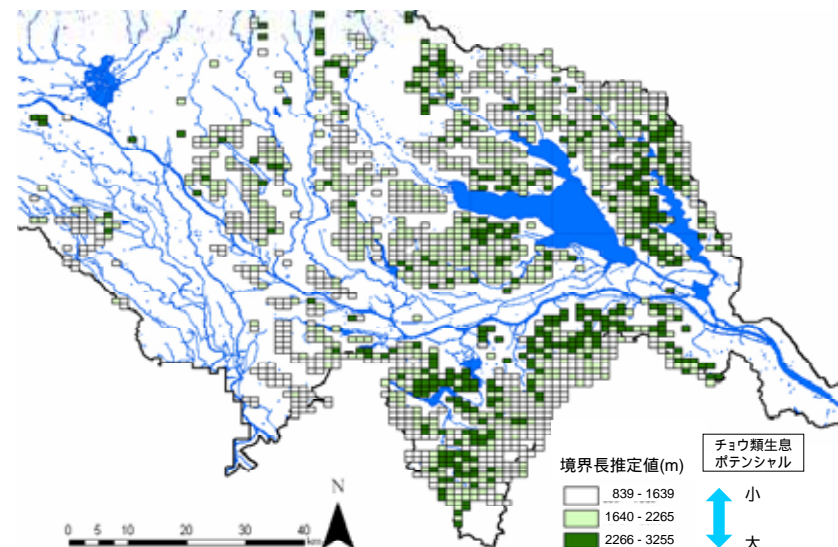 境界長推定値(m)
839 - 1639
1640 - 2265
2266 - 3255
チョウ類生息
ポテンシャル
小
大
N
0 5 10 20 30 40
km